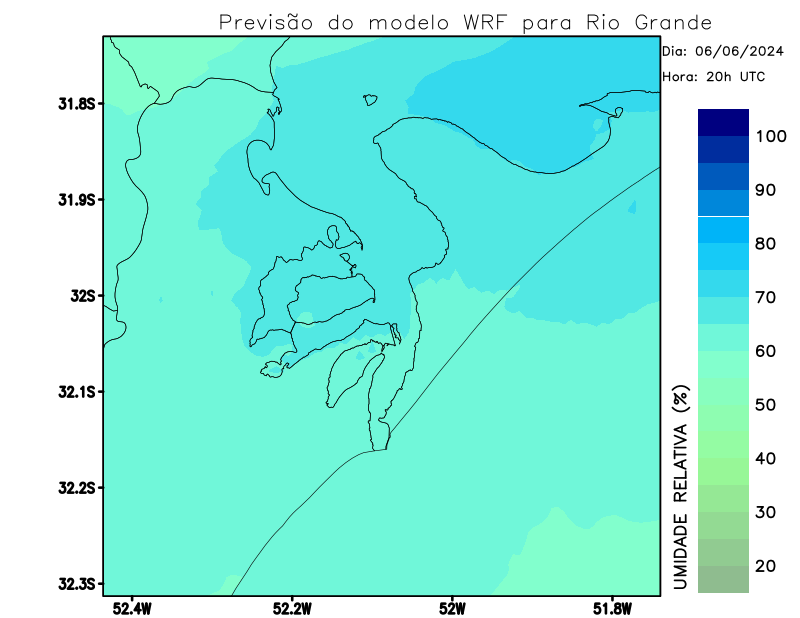 Previsão do modelo WRF para Rio Grande
Dia: 06/06/2024
Hora: 20h UTC
31.8S
31.9S
32S
32.1S
32.2S
32.3S
52.4W
52.2W
52W
51.8W
100
90
80
70
60
50
40
30
20
UMIDADE RELATIVA (%)